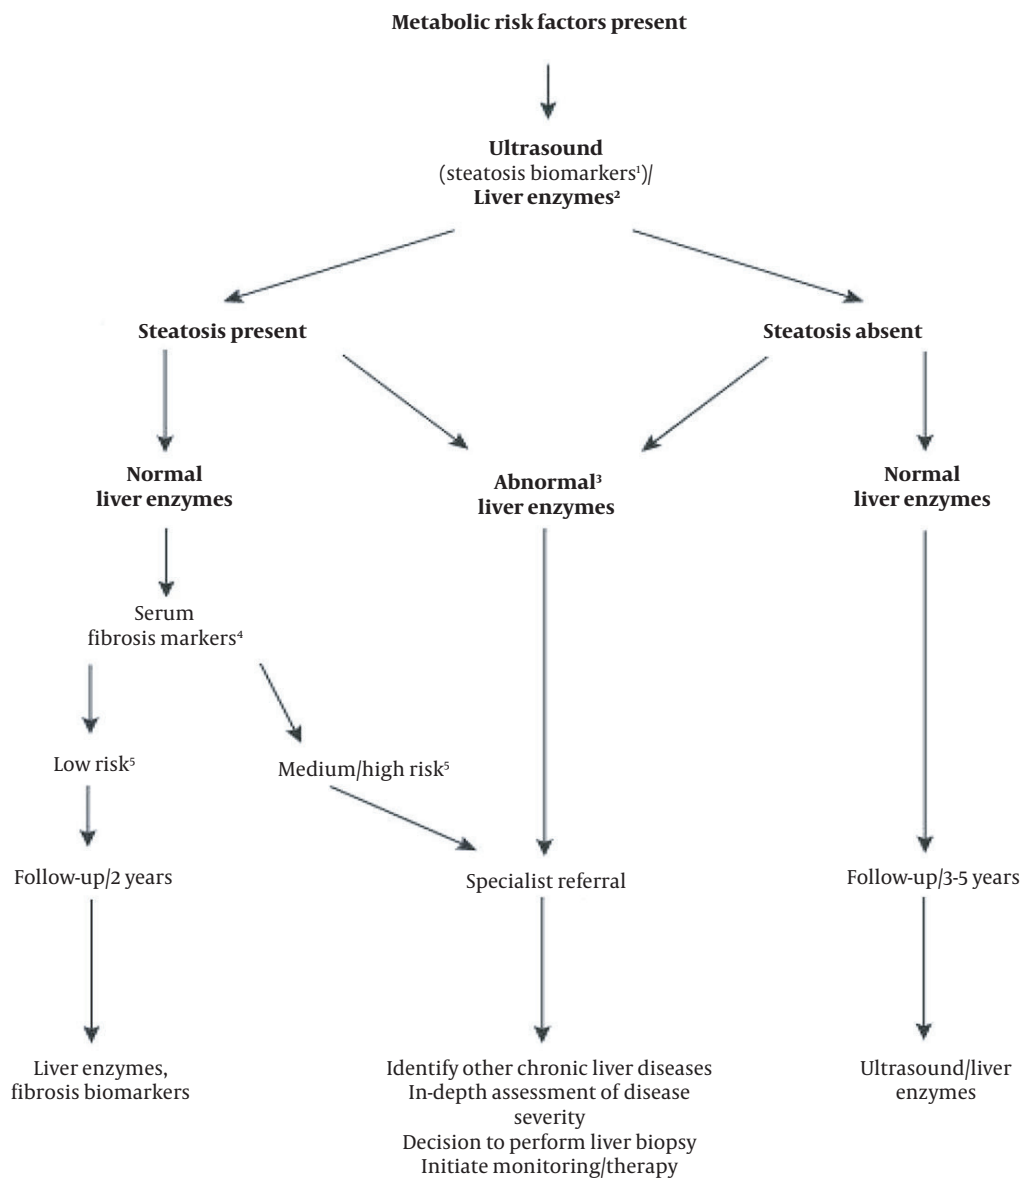 Metabolic risk factors present
Ultrasound
(steatosis biomarkers¹)/
Liver enzymes²
Steatosis present
Steatosis absent
Normal
liver enzymes
Abnormal³
liver enzymes
Normal
liver enzymes
Serum
fibrosis markers⁴
Low risk⁵
Medium/high risk⁵
Follow-up/2 years
Specialist referral
Follow-up/3-5 years
Liver enzymes,
fibrosis biomarkers
Identify other chronic liver diseases
In-depth assessment of disease
severity
Decision to perform liver biopsy
Initiate monitoring/therapy
Ultrasound/liver
enzymes